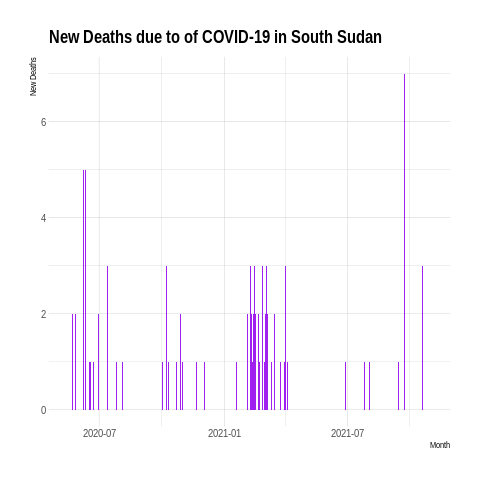 New Deaths due to of COVID-19 in South Sudan
New Deaths
6
4
2
0
2020-07 2021-01 2021-07
Month